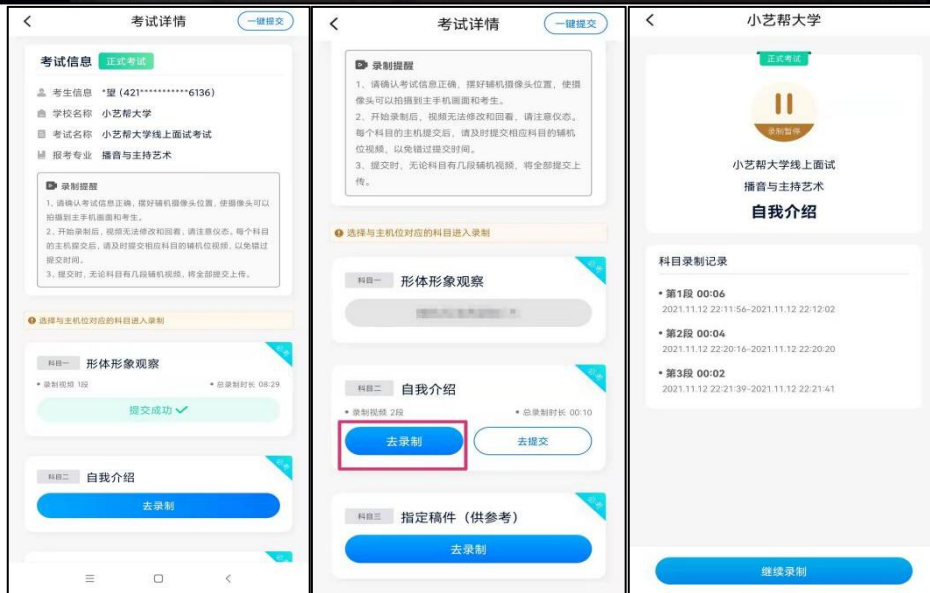 考试详情
一键提交
考试信息 正式考试
考生信息 *望 (421***********6136)
学校名称 小艺帮大学
考试名称 小艺帮大学线上面试考试
报考专业 播音与主持艺术
录制提醒
1、请确认考试信息正确，摆好辅机摄像头位置，使摄像头可以
拍摄到主手机画面和考生。
2、开始录制后，视频无法修改和回看，请注意仪态。每个科目
的主机提交后，请及时提交相应科目的辅机位视频，以免错过
提交时间。
3、提交时，无论科目有几段辅机视频，将全部提交上传。
选择与主机位对应的科目进入录制
科目一 形体形象观察
必考
• 录制视频 1段
• 总录制时长 08:29
提交成功
科目二 自我介绍
必考
去录制
考试详情
一键提交
录制提醒
1、请确认考试信息正确，摆好辅机摄像头位置，使摄
像头可以拍摄到主手机画面和考生。
2、开始录制后，视频无法修改和回看，请注意仪态。
每个科目的主机提交后，请及时提交相应科目的辅机
位视频，以免错过提交时间。
3、提交时，无论科目有几段辅机视频，将全部提交上
传。
选择与主机位对应的科目进入录制
科目一 形体形象观察
必考
科目二 自我介绍
必考
• 录制视频 2段
• 总录制时长 00:10
去录制
去提交
科目三 指定稿件（供参考）
必考
去录制
小艺帮大学
正式考试
录制暂停
小艺帮大学线上面试
播音与主持艺术
自我介绍
科目录制记录
• 第1段 00:06
2021.11.12 22:11:56-2021.11.12 22:12:02
• 第2段 00:04
2021.11.12 22:20:16-2021.11.12 22:20:20
• 第3段 00:02
2021.11.12 22:21:39-2021.11.12 22:21:41
继续录制